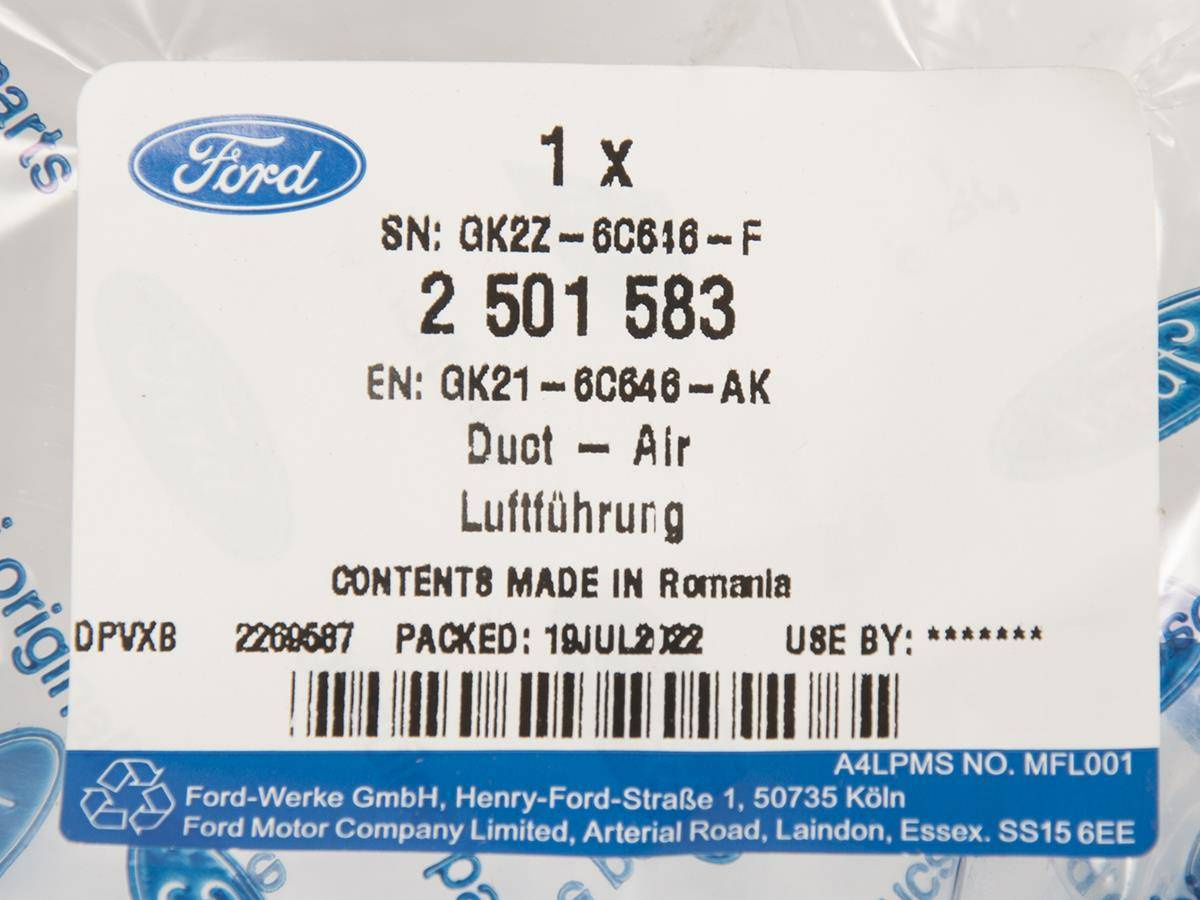 Ford
1 x
SN: GK2Z-6C646-F
2 501 583
EN: GK21-6C646-AK
Duct - Air
Luftführung
CONTENTS MADE IN Romania
DPVXB 2269587 PACKED: 19JUL2022 USE BY: *******
A4LPMS NO. MFL001
Ford-Werke GmbH, Henry-Ford-Straße 1, 50735 Köln
Ford Motor Company Limited, Arterial Road, Laindon, Essex. SS15 6EE
parts